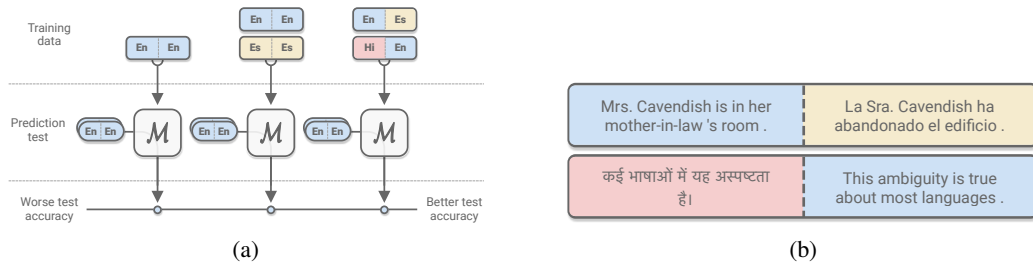 Training
data
En En
En En
Es Es
En Es
Hi En
Prediction
test
En En
M
En En
M
En En
M
Worse test
accuracy
Better test
accuracy
(a)
Mrs. Cavendish is in her
mother-in-law 's room .
La Sra. Cavendish ha
abandonado el edificio .
कई भाषाओं में यह अस्पष्टता
है।
This ambiguity is true
about most languages .
(b)